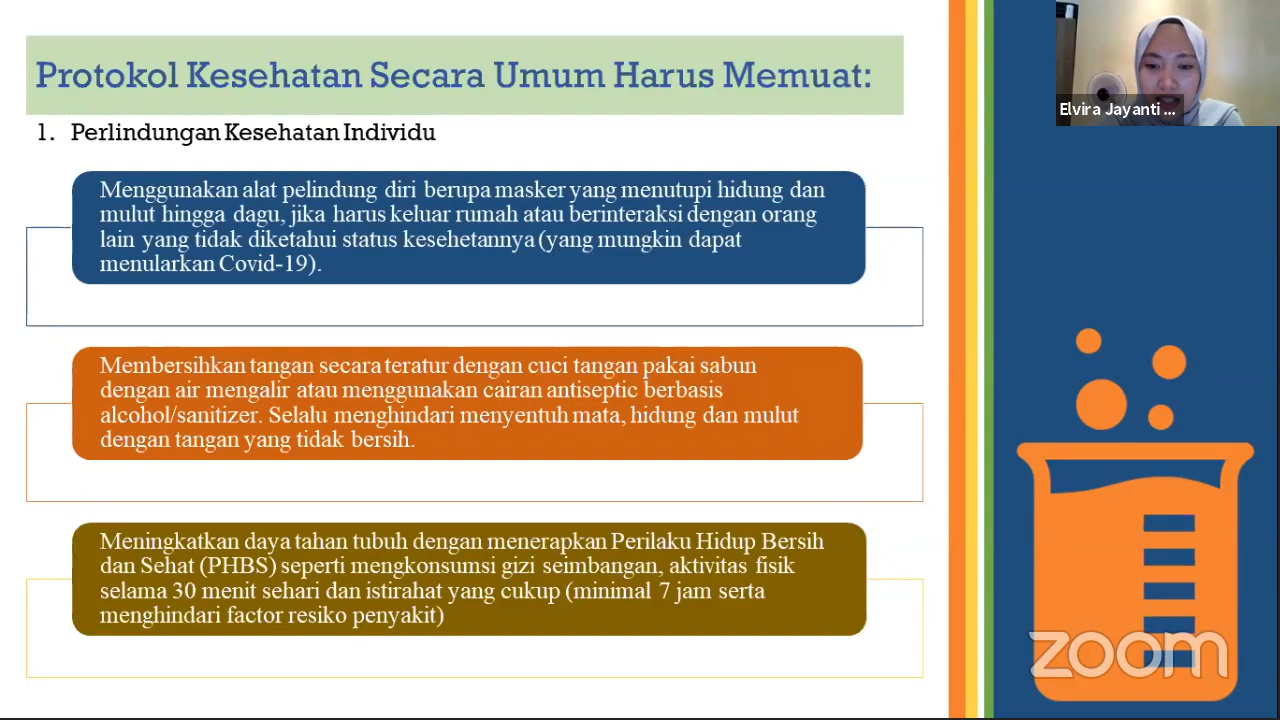 Protokol Kesehatan Secara Umum Harus Memuat:
1. Perlindungan Kesehatan Individu
Menggunakan alat pelindung diri berupa masker yang menutupi hidung dan
mulut hingga dagu, jika harus keluar rumah atau berinteraksi dengan orang
lain yang tidak diketahui status kesehetannya (yang mungkin dapat
menularkan Covid-19).
Membersihkan tangan secara teratur dengan cuci tangan pakai sabun
dengan air mengalir atau menggunakan cairan antiseptic berbasis
alcohol/sanitizer. Selalu menghindari menyentuh mata, hidung dan mulut
dengan tangan yang tidak bersih.
Meningkatkan daya tahan tubuh dengan menerapkan Perilaku Hidup Bersih
dan Sehat (PHBS) seperti mengkonsumsi gizi seimbangan, aktivitas fisik
selama 30 menit sehari dan istirahat yang cukup (minimal 7 jam serta
menghindari factor resiko penyakit)
Elvira Jayanti ...
zoom